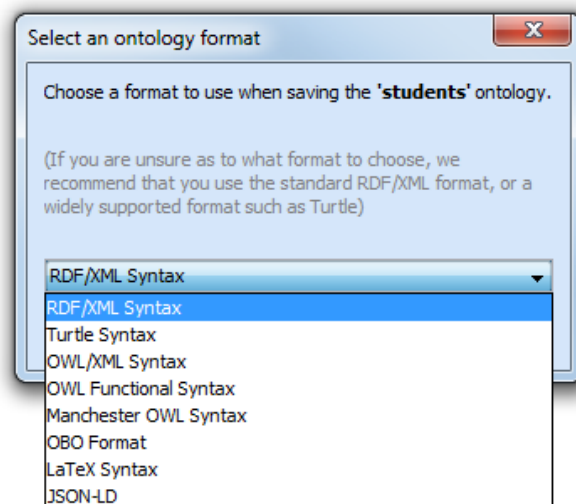 Select an ontology format
Choose a format to use when saving the 'students' ontology.
(If you are unsure as to what format to choose, we
recommend that you use the standard RDF/XML format, or a
widely supported format such as Turtle)
RDF/XML Syntax
RDF/XML Syntax
Turtle Syntax
OWL/XML Syntax
OWL Functional Syntax
Manchester OWL Syntax
OBO Format
LaTeX Syntax
JSON-LD